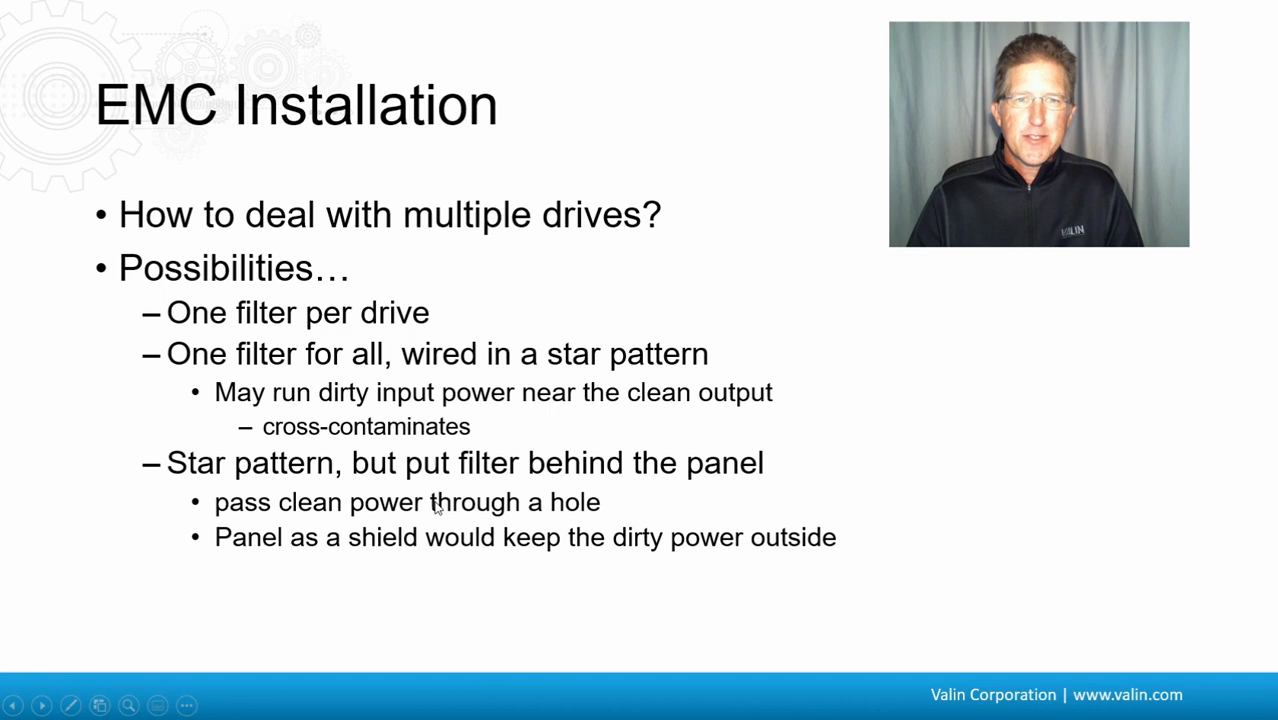 EMC Installation
• How to deal with multiple drives?
• Possibilities…
– One filter per drive
– One filter for all, wired in a star pattern
• May run dirty input power near the clean output
– cross-contaminates
– Star pattern, but put filter behind the panel
• pass clean power through a hole
• Panel as a shield would keep the dirty power outside
VALIN
Valin Corporation | www.valin.com